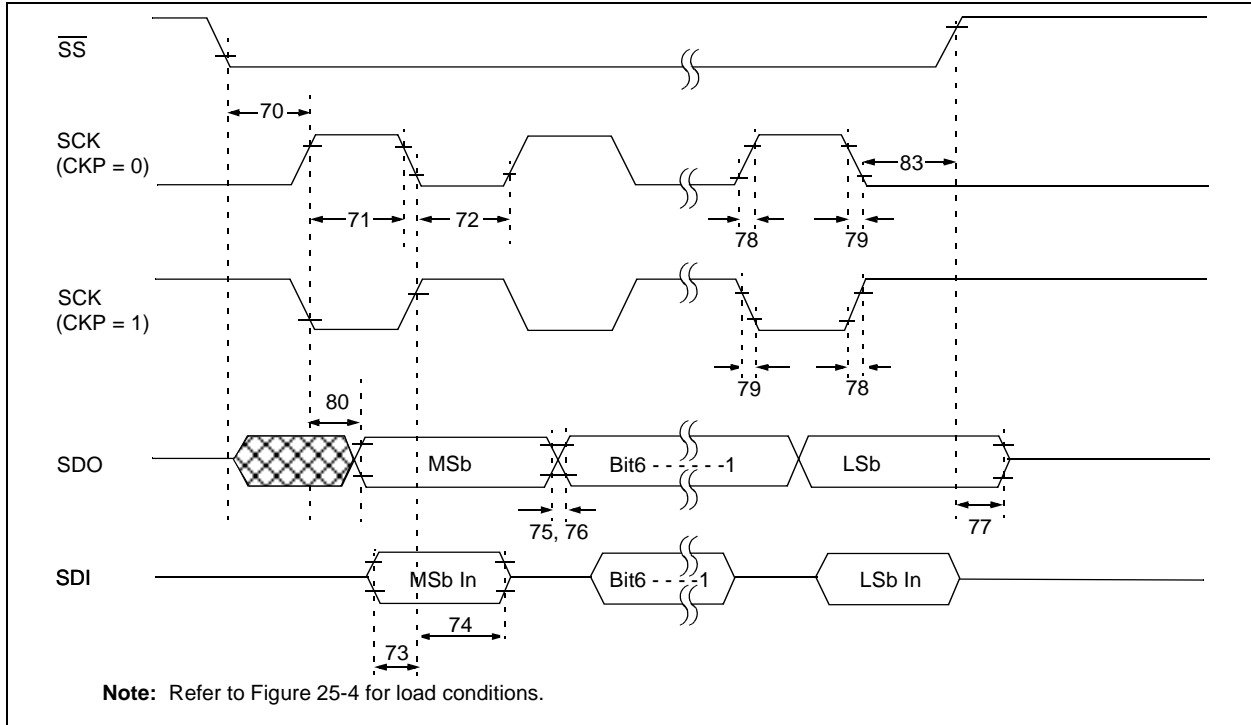 SS
70
SCK
(CKP = 0)
83
71
72
78
79
SCK
(CKP = 1)
79
78
80
SDO
MSb
Bit6 - - - - - -1
LSb
75, 76
77
SDI
MSb In
Bit6 - - - -1
LSb In
74
73
Note: Refer to Figure 25-4 for load conditions.